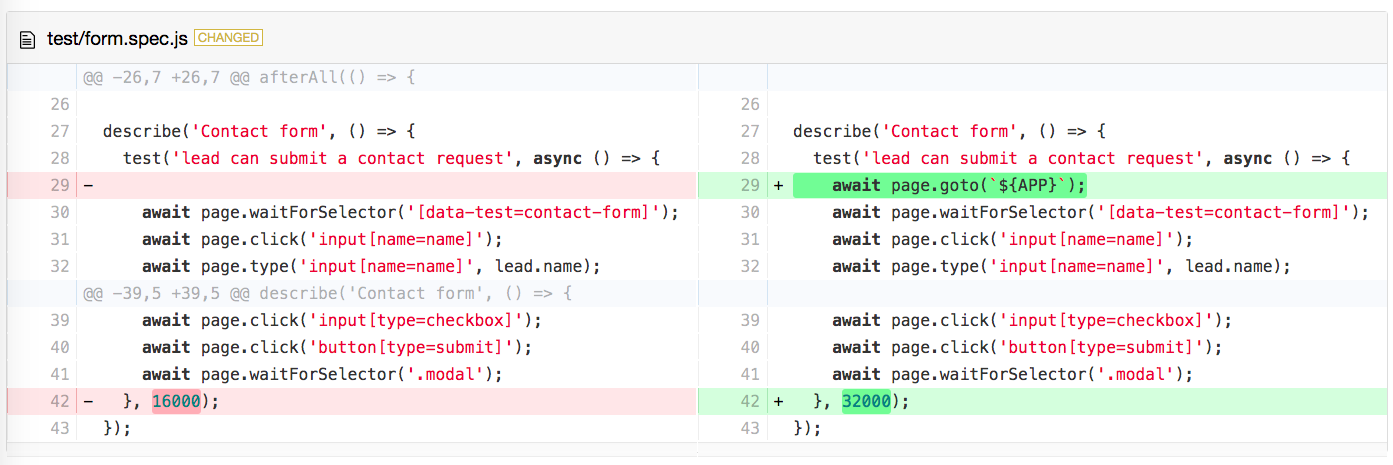 test/form.spec.js CHANGED
@@ -26,7 +26,7 @@ afterAll(() => {
26 26
27 describe('Contact form', () => { 27 describe('Contact form', () => {
28 test('lead can submit a contact request', async () => { 28 test('lead can submit a contact request', async () => {
29 - 29 + await page.goto(`${APP}`);
30 await page.waitForSelector('[data-test=contact-form]'); 30 await page.waitForSelector('[data-test=contact-form]');
31 await page.click('input[name=name]'); 31 await page.click('input[name=name]');
32 await page.type('input[name=name]', lead.name); 32 await page.type('input[name=name]', lead.name);
@@ -39,5 +39,5 @@ describe('Contact form', () => {
39 await page.click('input[type=checkbox]'); 39 await page.click('input[type=checkbox]');
40 await page.click('button[type=submit]'); 40 await page.click('button[type=submit]');
41 await page.waitForSelector('.modal'); 41 await page.waitForSelector('.modal');
42 - }, 16000); 42 + }, 32000);
43 }); 43 });